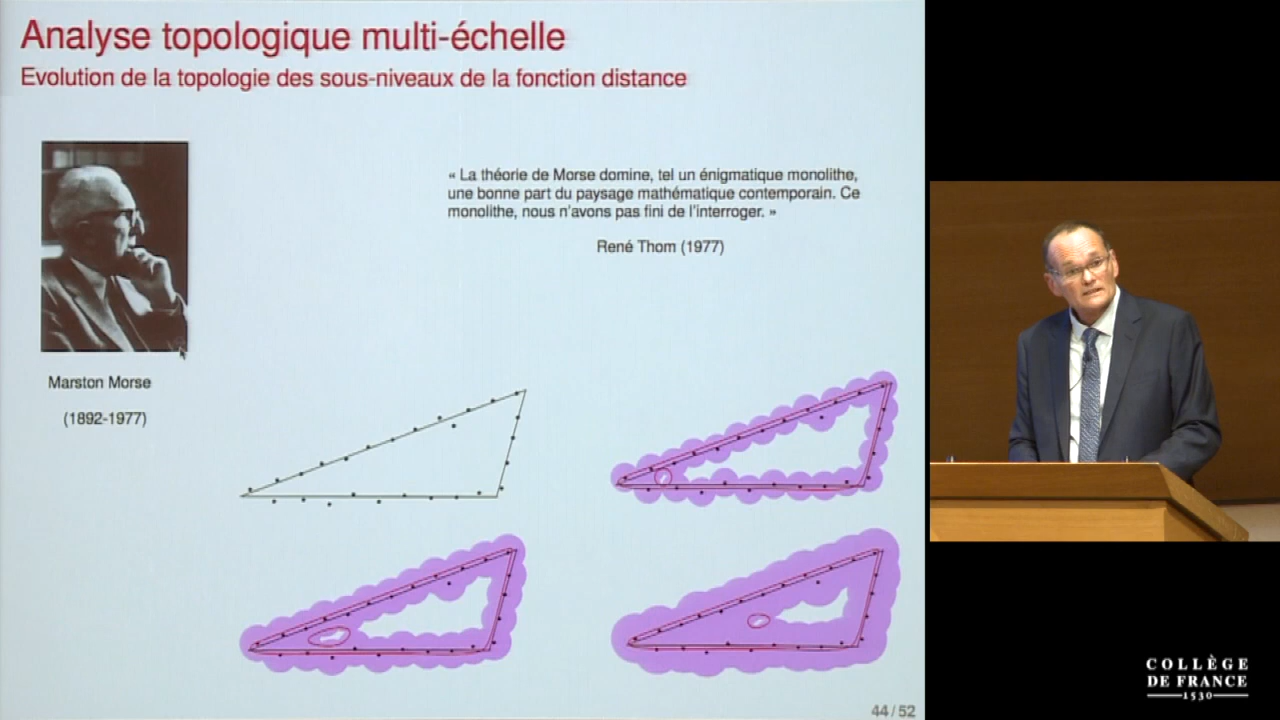 Analyse topologique multi-échelle
Evolution de la topologie des sous-niveaux de la fonction distance
« La théorie de Morse domine, tel un énigmatique monolithe,
une bonne part du paysage mathématique contemporain. Ce
monolithe, nous n'avons pas fini de l'interroger. »
René Thom (1977)
Marston Morse
(1892-1977)
44 / 52
COLLÈGE
DE FRANCE
1530